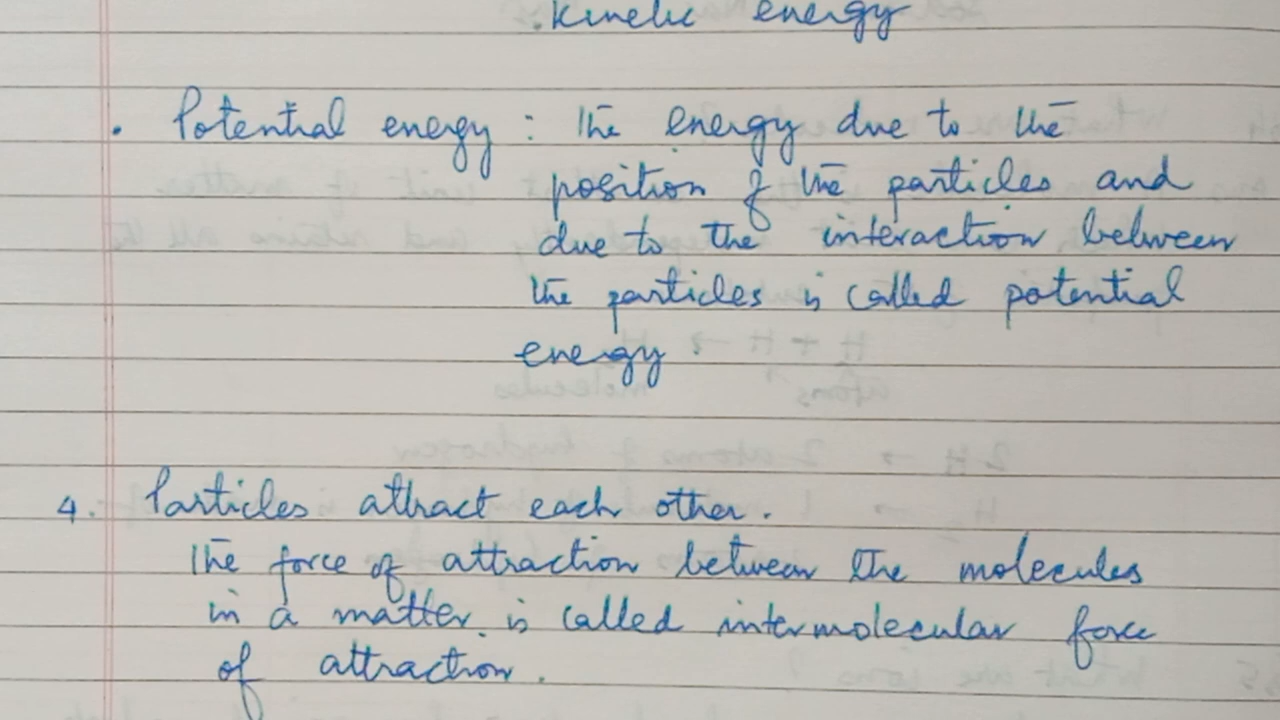 kinetic energy
• Potential energy : The energy due to the
position of the particles and
due to the interaction between
the particles is called potential
energy.
4. Particles attract each other.
The force of attraction between the molecules
in a matter is called intermolecular force
of attraction.